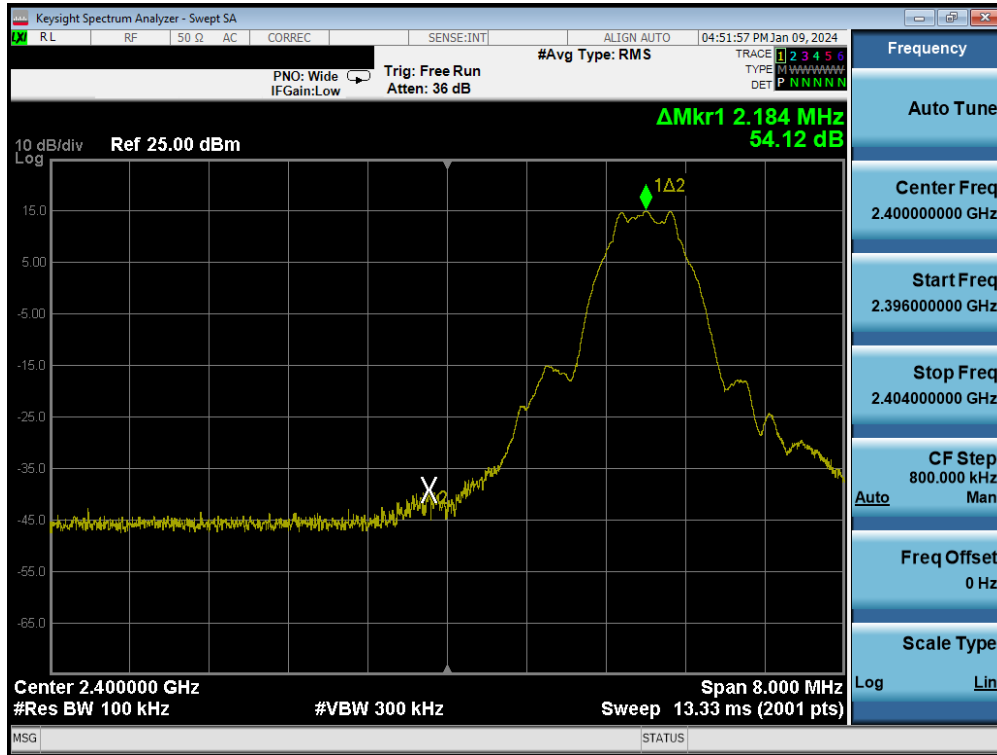 Keysight Spectrum Analyzer - Swept SA
LXI RL RF 50 Ω AC CORREC SENSE:INT ALIGN AUTO 04:51:57 PM Jan 09, 2024
Frequency
PNO: Wide Trig: Free Run #Avg Type: RMS TRACE 1 2 3 4 5 6
IFGain:Low Atten: 36 dB TYPE M WWWWW
DET P N N N N N
Auto Tune
ΔMkr1 2.184 MHz
54.12 dB
10 dB/div Ref 25.00 dBm
Log
1Δ2
15.0
5.00
-5.00
-15.0
-25.0
-35.0
-45.0
-55.0
-65.0
X
2
Center Freq
2.400000000 GHz
Start Freq
2.396000000 GHz
Stop Freq
2.404000000 GHz
CF Step
800.000 kHz
Auto Man
Freq Offset
0 Hz
Scale Type
Log Lin
Center 2.400000 GHz Span 8.000 MHz
#Res BW 100 kHz #VBW 300 kHz Sweep 13.33 ms (2001 pts)
MSG STATUS